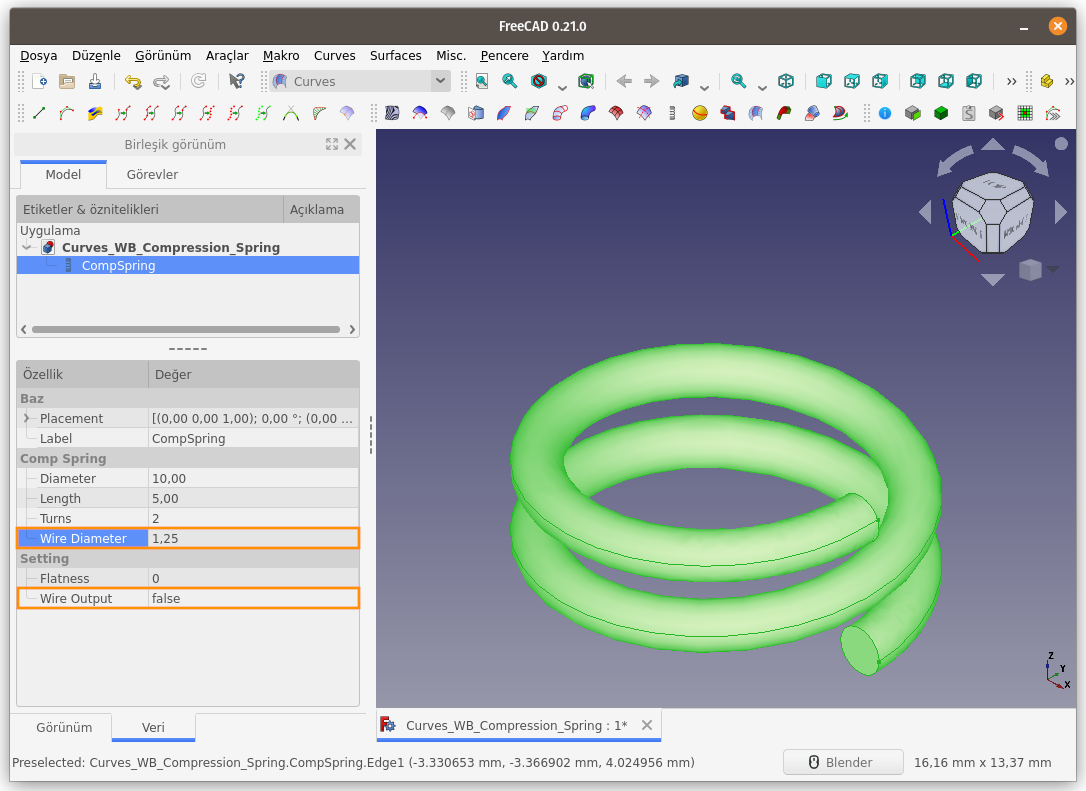 FreeCAD 0.21.0
Dosya Düzenle Görünüm Araçlar Makro Curves Surfaces Misc. Pencere Yardım
Curves
Birleşik görünüm
Model Görevler
Etiketler & öznitelikleri Açıklama
Uygulama
Curves_WB_Compression_Spring
CompSpring
Özellik Değer
Baz
Placement [(0,00 0,00 1,00); 0,00 °; (0,00 ...
Label CompSpring
Comp Spring
Diameter 10,00
Length 5,00
Turns 2
Wire Diameter 1,25
Setting
Flatness 0
Wire Output false
Z
Y
X
Görünüm Veri
Curves_WB_Compression_Spring : 1*
Preselected: Curves_WB_Compression_Spring.CompSpring.Edge1 (-3.330653 mm, -3.366902 mm, 4.024956 mm) Blender 16,16 mm x 13,37 mm